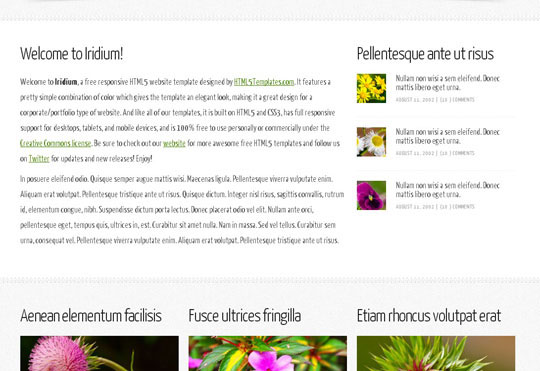 Welcome to Iridium!
Welcome to Iridium, a free responsive HTML5 website template designed by HTML5Templates.com. It features a
pretty simple combination of color which gives the template an elegant look, making it a great design for a
corporate/portfolio type of website. And like all of our templates, it is built on HTML5 and CSS3, has full responsive
support for desktops, tablets, and mobile devices, and is 100% free to use personally or commercially under the
Creative Commons license. Be sure to check out our website for more awesome free HTML5 templates and follow us
on Twitter for updates and new releases! Enjoy!
In posuere eleifend odio. Quisque semper augue mattis wisi. Maecenas ligula. Pellentesque viverra vulputate enim.
Aliquam erat volutpat. Pellentesque tristique ante ut risus. Quisque dictum. Integer nisl risus, sagittis convallis, rutrum
id, elementum congue, nibh. Suspendisse dictum porta lectus. Donec placerat odio vel elit. Nullam ante orci,
pellentesque eget, tempus quis, ultrices in, est. Curabitur sit amet nulla. Nam in massa. Sed vel tellus. Curabitur sem
urna, consequat vel. Pellentesque viverra vulputate enim. Aliquam erat volutpat. Pellentesque tristique ante ut risus.
Pellentesque ante ut risus
Nullam non wisi a sem eleifend. Donec
mattis libero eget urna.
AUGUST 11, 2002 | (10 ) COMMENTS
Nullam non wisi a sem eleifend. Donec
mattis libero eget urna.
AUGUST 11, 2002 | (10 ) COMMENTS
Nullam non wisi a sem eleifend. Donec
mattis libero eget urna.
AUGUST 11, 2002 | (10 ) COMMENTS
Aenean elementum facilisis
Fusce ultrices fringilla
Etiam rhoncus volutpat erat